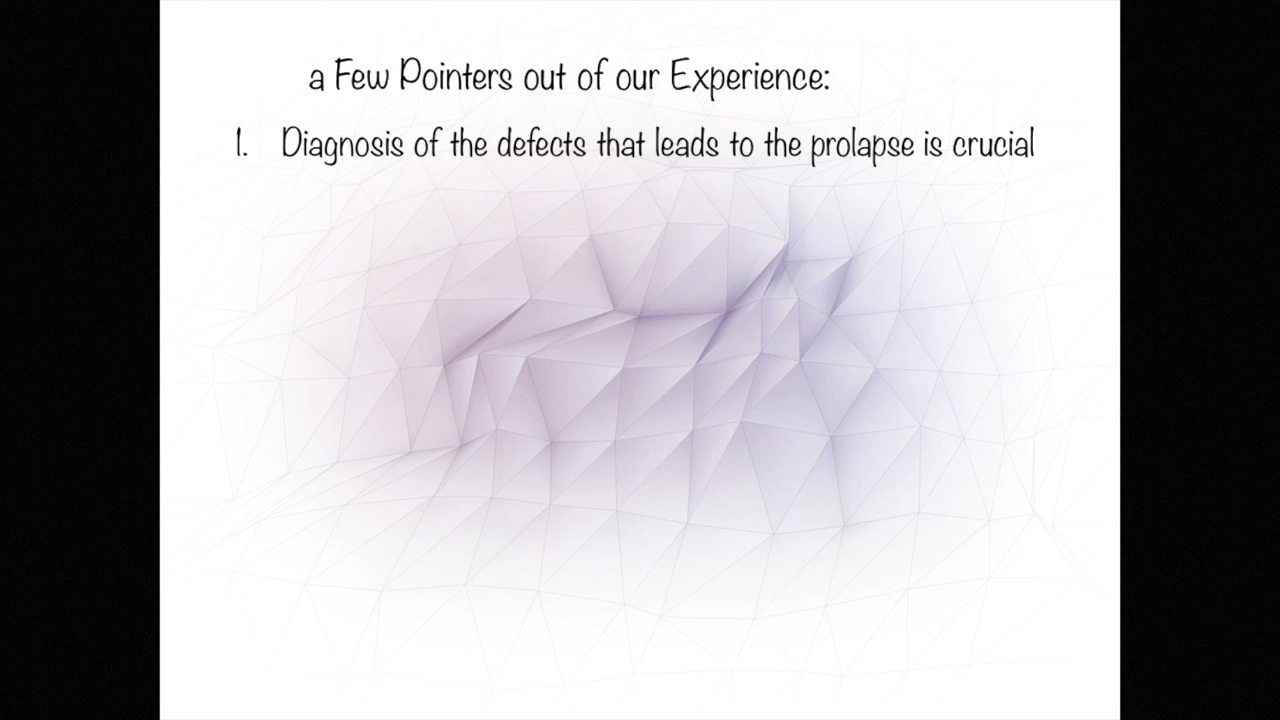 a Few Pointers out of our Experience:
1. Diagnosis of the defects that leads to the prolapse is crucial